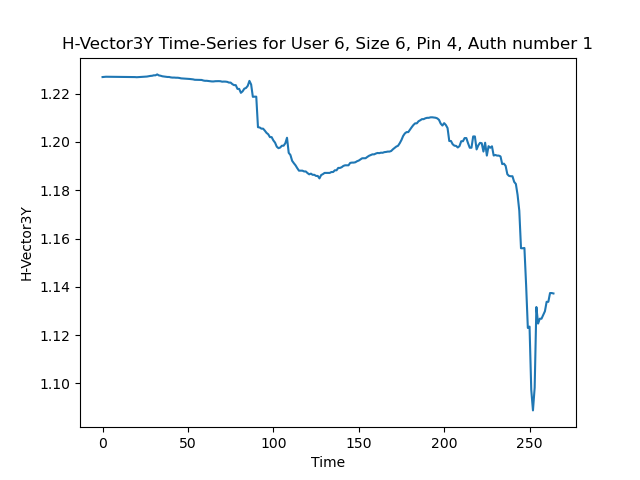 H-Vector3Y Time-Series for User 6, Size 6, Pin 4, Auth number 1
H-Vector3Y
1.22
1.20
1.18
1.16
1.14
1.12
1.10
0 50 100 150 200 250
Time